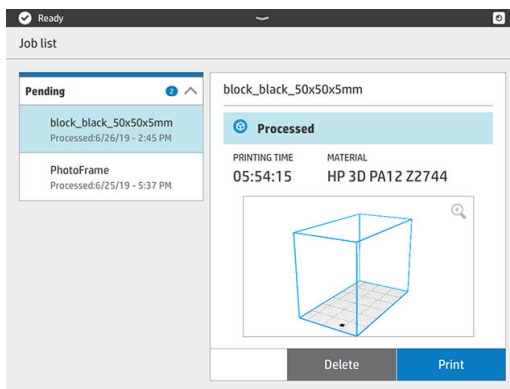 Ready
Job list
Pending 2
block_black_50x50x5mm
Processed:6/26/19 - 2:45 PM
PhotoFrame
Processed:6/25/19 - 5:37 PM
block_black_50x50x5mm
Processed
PRINTING TIME MATERIAL
05:54:15 HP 3D PA12 Z2744
Delete Print